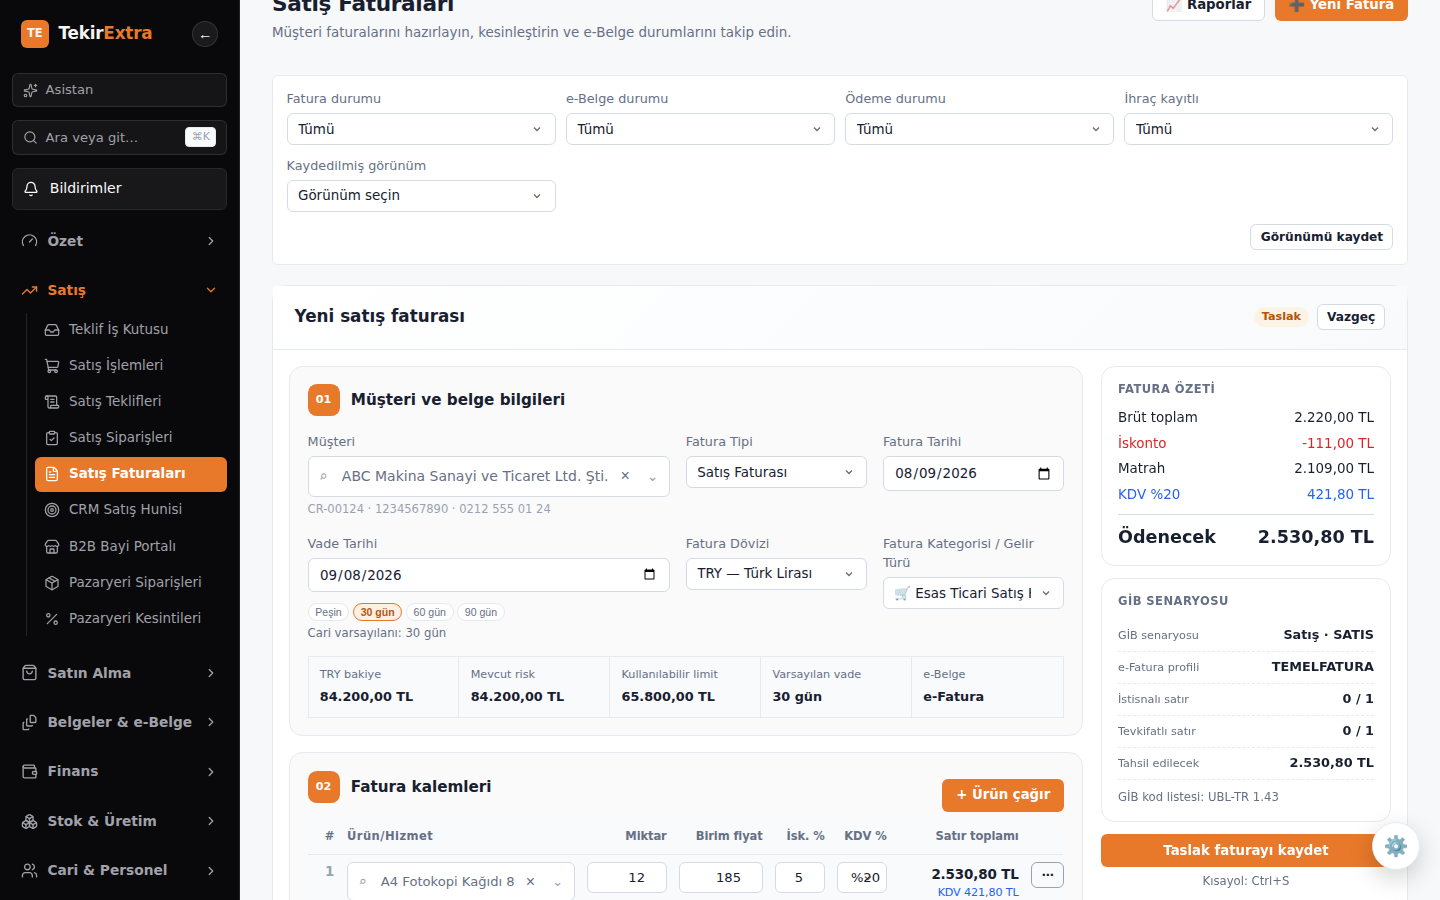 TE TekirExtra ←
Asistan
Ara veya git... ⌘K
Bildirimler
Özet
Satış
Teklif İş Kutusu
Satış İşlemleri
Satış Teklifleri
Satış Siparişleri
Satış Faturaları
CRM Satış Hunisi
B2B Bayi Portalı
Pazaryeri Siparişleri
Pazaryeri Kesintileri
Satın Alma
Belgeler & e-Belge
Finans
Stok & Üretim
Cari & Personel
Satış Faturaları
Müşteri faturalarını hazırlayın, kesinleştirin ve e-Belge durumlarını takip edin.
📈 Raporlar
➕ Yeni Fatura
Fatura durumu e-Belge durumu Ödeme durumu İhraç kayıtlı
Tümü Tümü Tümü Tümü
Kaydedilmiş görünüm
Görünüm seçin
Görünümü kaydet
Yeni satış faturası
Taslak Vazgeç
01 Müşteri ve belge bilgileri
Müşteri Fatura Tipi Fatura Tarihi
ABC Makina Sanayi ve Ticaret Ltd. Şti. × Satış Faturası 08/09/2026
CR-00124 · 1234567890 · 0212 555 01 24
Vade Tarihi Fatura Dövizi Fatura Kategorisi / Gelir
Türü
09/08/2026 TRY — Türk Lirası 🛒 Esas Ticari Satış
Peşin 30 gün 60 gün 90 gün
Cari varsayılanı: 30 gün
TRY bakiye Mevcut risk Kullanılabilir limit Varsayılan vade e-Belge
84.200,00 TL 84.200,00 TL 65.800,00 TL 30 gün e-Fatura
02 Fatura kalemleri
+ Ürün çağır
# Ürün/Hizmet Miktar Birim fiyat İsk. % KDV % Satır toplamı
1 A4 Fotokopi Kağıdı 8 × 12 185 5 %20 2.530,80 TL ···
KDV 421,80 TL
FATURA ÖZETİ
Brüt toplam 2.220,00 TL
İskonto -111,00 TL
Matrah 2.109,00 TL
KDV %20 421,80 TL
Ödenecek 2.530,80 TL
GİB SENARYOSU
GİB senaryosu Satış · SATIS
e-Fatura profili TEMELFATURA
İstisnalı satır 0 / 1
Tevkifatlı satır 0 / 1
Tahsil edilecek 2.530,80 TL
GİB kod listesi: UBL-TR 1.43
Taslak faturayı kaydet
Kısayol: Ctrl+S